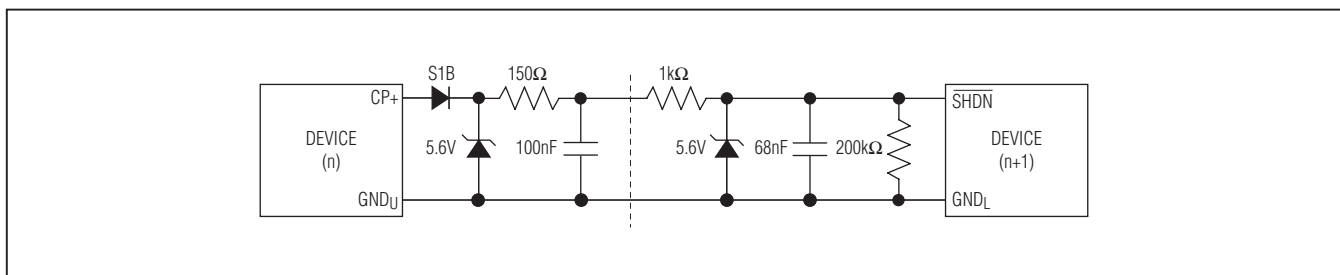 S1B
150Ω
1kΩ
CP+
SHDN
DEVICE
(n)
5.6V
100nF
5.6V
68nF
200kΩ
DEVICE
(n+1)
GNDU
GNDL